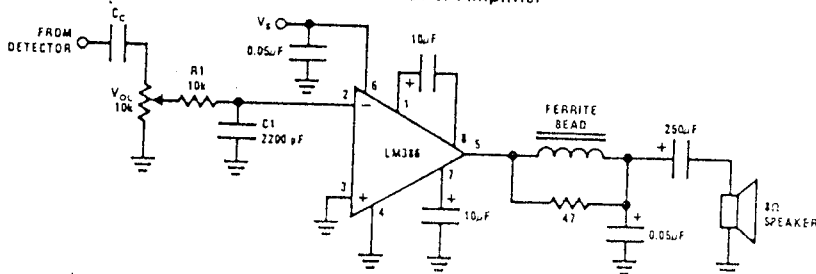 Cc
FROM
DETECTOR
VOL
10k
R1
10k
C1
2200 pF
Vs
0.05µF
10µF
2
6
1
8
LM386
5
3
4
7
10µF
FERRITE
BEAD
47
250µF
0.05µF
8Ω
SPEAKER